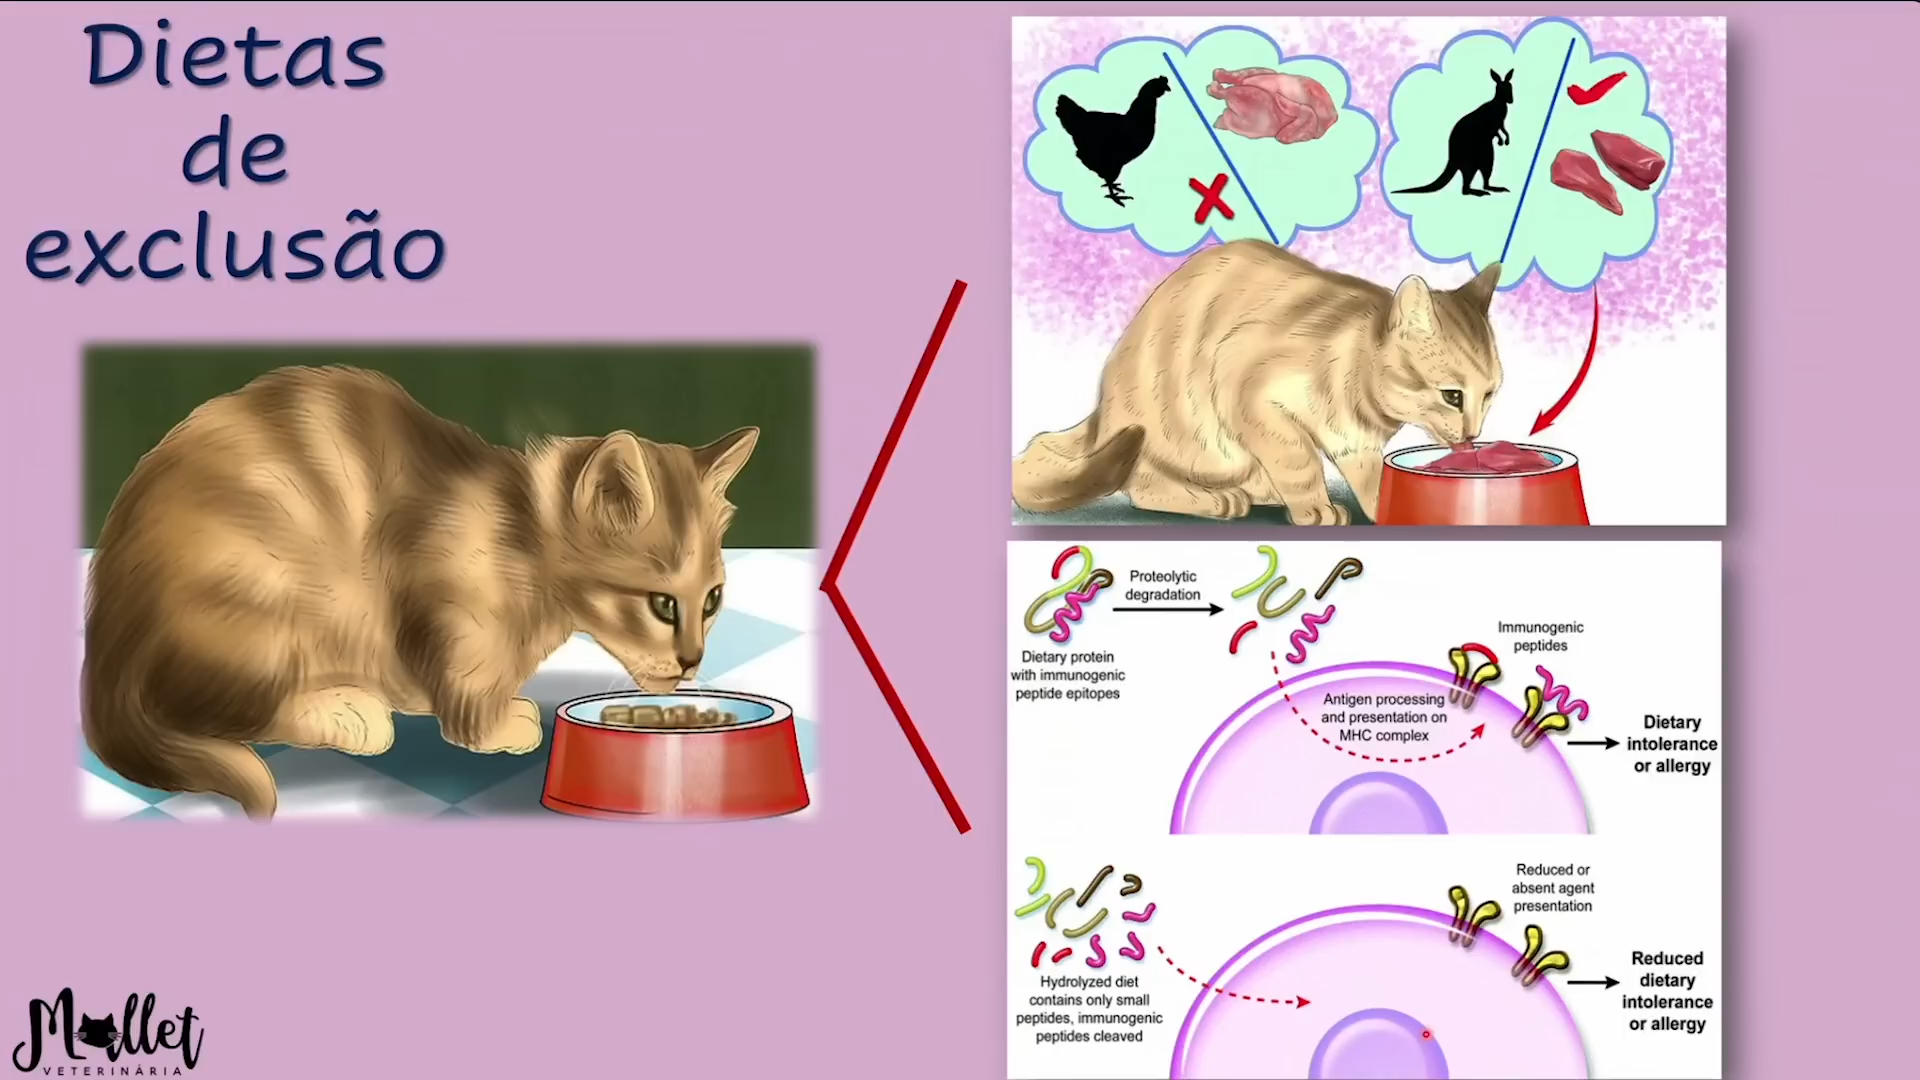 Dietas
de
exclusão
Proteolytic
degradation
Dietary protein
with immunogenic
peptide epitopes
Immunogenic
peptides
Antigen processing
and presentation on
MHC complex
Dietary
intolerance
or allergy
Hydrolyzed diet
contains only small
peptides, immunogenic
peptides cleaved
Reduced or
absent agent
presentation
Reduced
dietary
intolerance
or allergy
Mallet
VETERINÁRIA